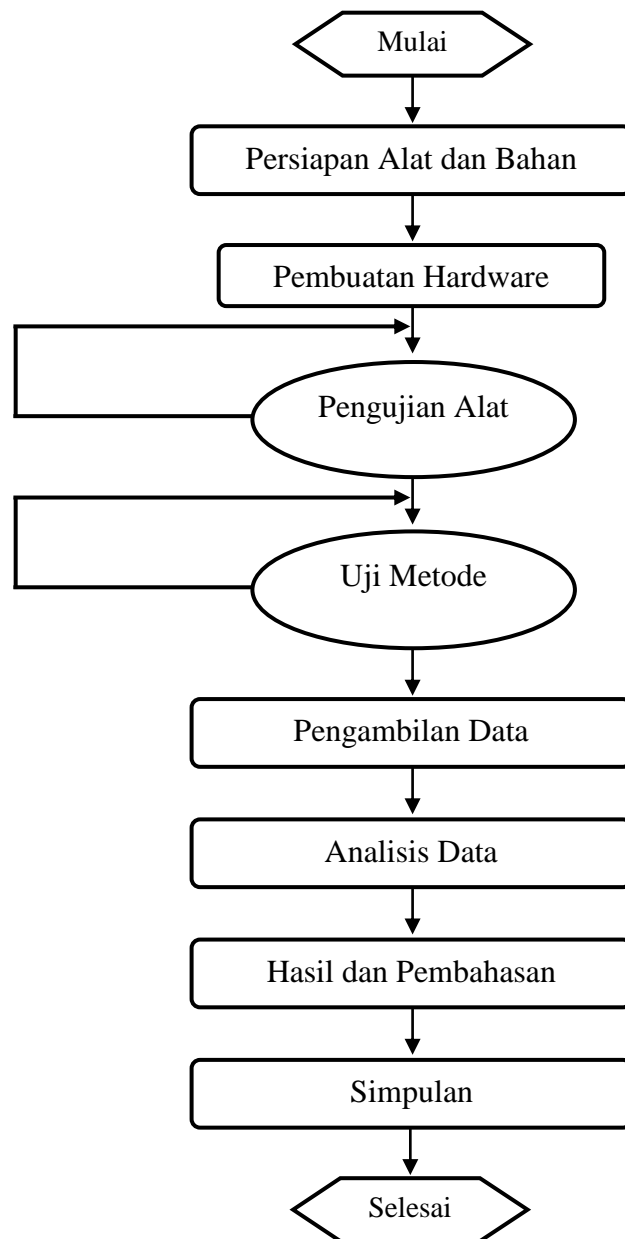 Mulai
Persiapan Alat dan Bahan
Pembuatan Hardware
Pengujian Alat
Uji Metode
Pengambilan Data
Analisis Data
Hasil dan Pembahasan
Simpulan
Selesai